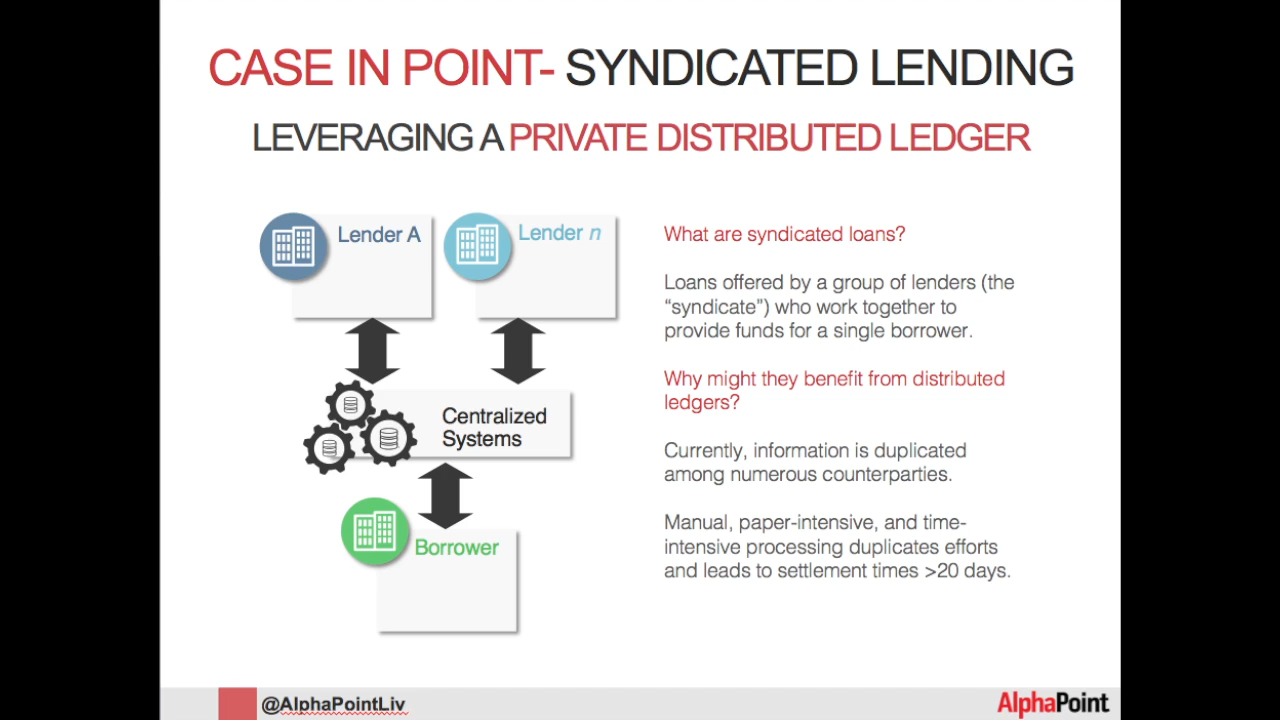 CASE IN POINT- SYNDICATED LENDING
LEVERAGING A PRIVATE DISTRIBUTED LEDGER
Lender A
Lender n
Centralized
Systems
Borrower
What are syndicated loans?
Loans offered by a group of lenders (the
“syndicate”) who work together to
provide funds for a single borrower.
Why might they benefit from distributed
ledgers?
Currently, information is duplicated
among numerous counterparties.
Manual, paper-intensive, and time-
intensive processing duplicates efforts
and leads to settlement times >20 days.
@AlphaPointLiv
AlphaPoint